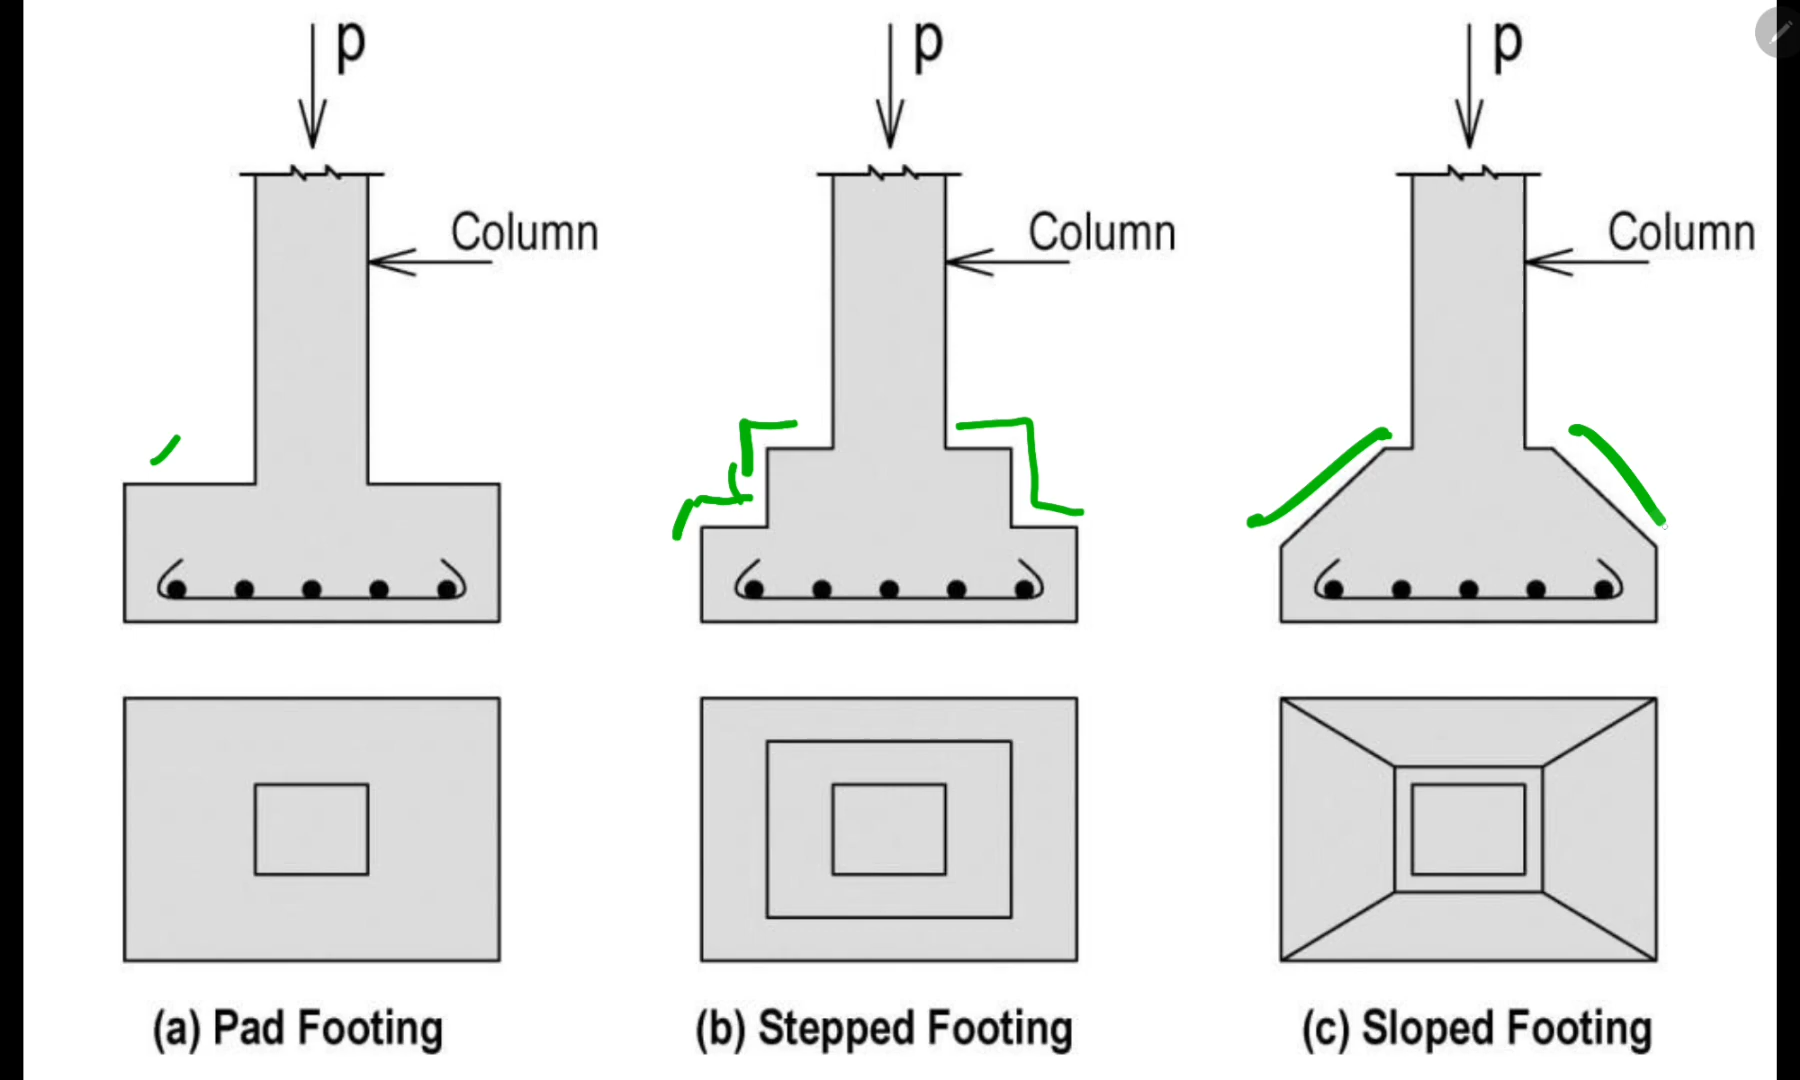 p
p
p
Column
Column
Column
(a) Pad Footing
(b) Stepped Footing
(c) Sloped Footing